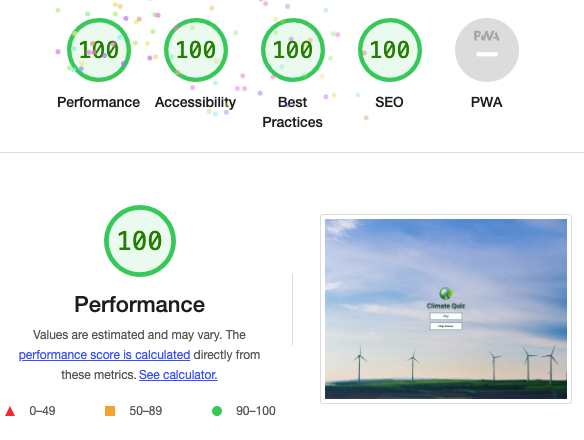 100
100
100
100
PWA
Performance
Accessibility
Best
Practices
SEO
PWA
100
Performance
Values are estimated and may vary. The
performance score is calculated directly from
these metrics. See calculator.
0–49
50–89
90–100
Climate Quiz
Play
High Scores